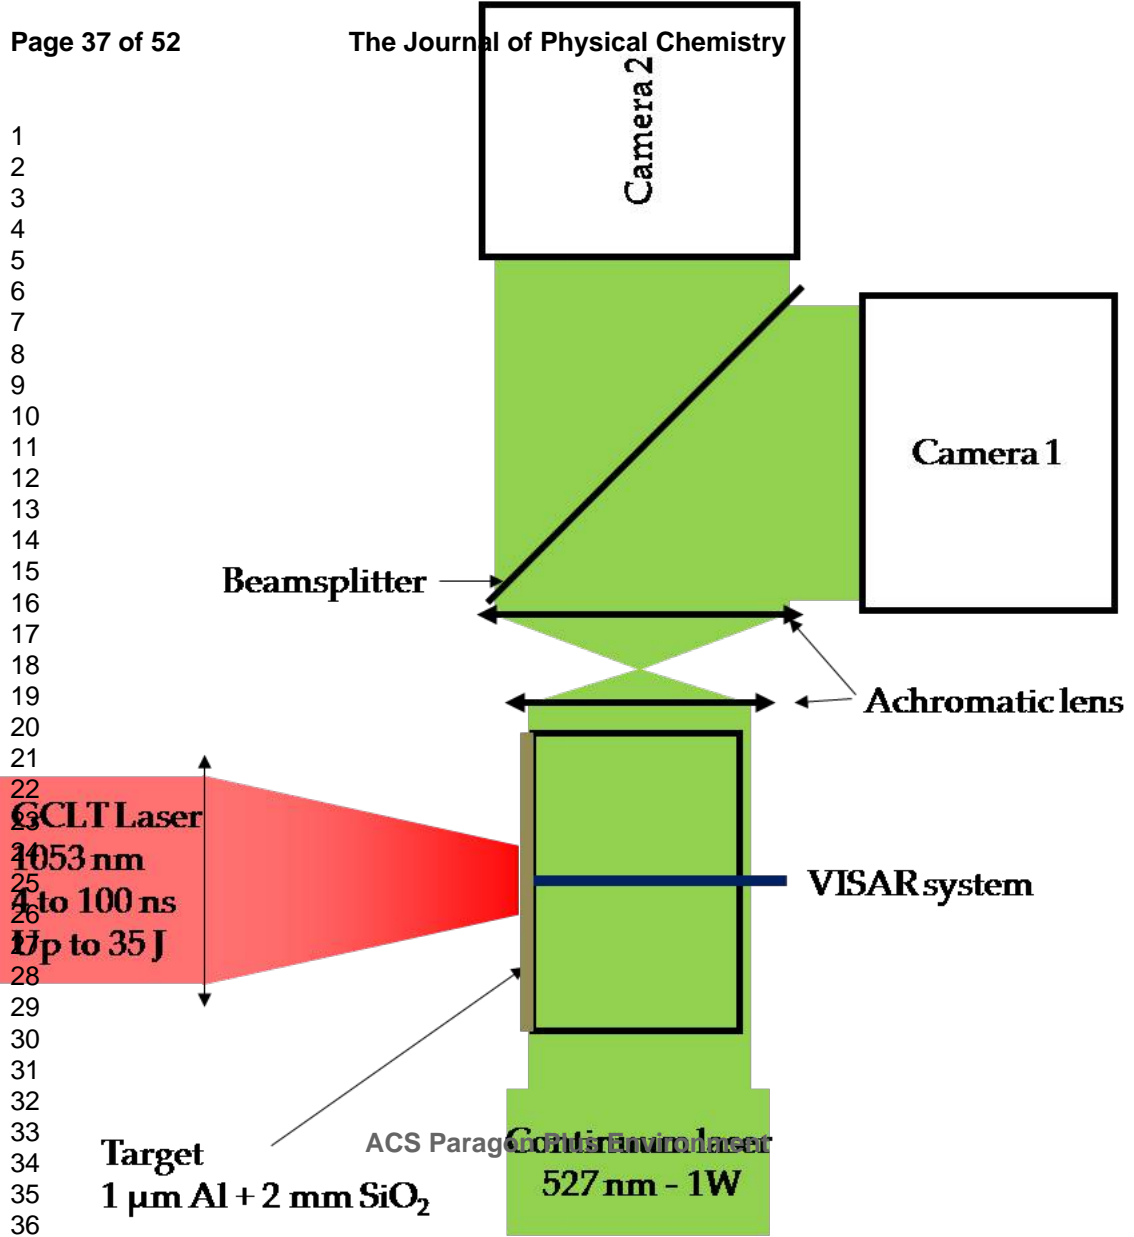 Page 37 of 52
The Journal of Physical Chemistry
Camera 2
1
2
3
4
5
6
7
8
9
10
11
12
13
14
15
16
17
18
19
20
21
22
23
24
25
26
27
28
29
30
31
32
33
34
35
36
Camera 1
Beamsplitter
Achromatic lens
GCLT Laser
1053 nm
4 to 100 ns
Up to 35 J
VISAR system
Target
1 µm Al + 2 mm SiO₂
ACS Paragon Plus Environment
Continuum laser
527 nm - 1W